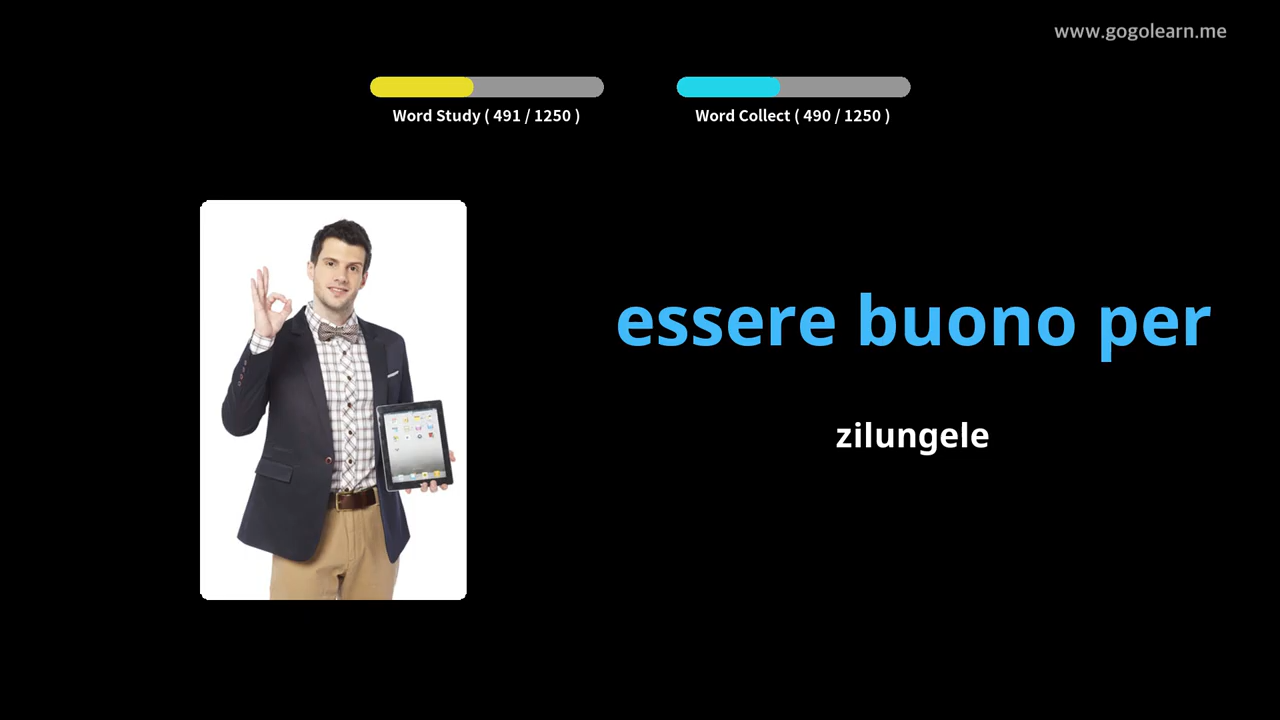 www.gogolearn.me
Word Study ( 491 / 1250 )
Word Collect ( 490 / 1250 )
essere buono per
zilungele